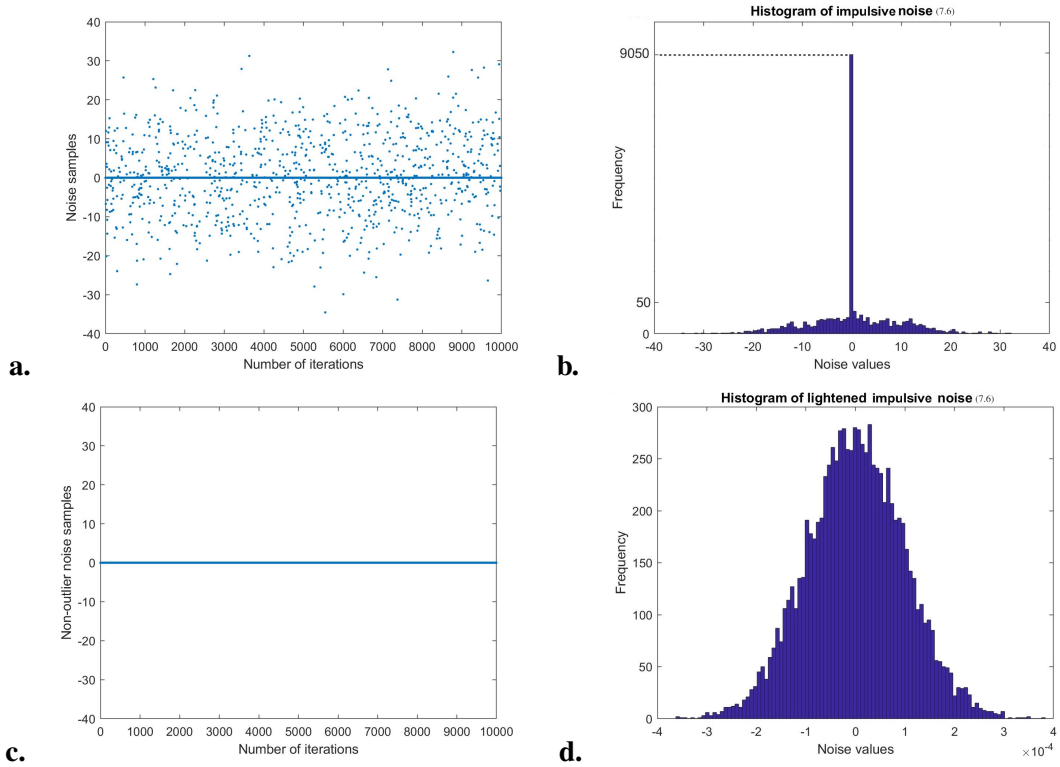 40
30
20
10
0
-10
-20
-30
-40
Noise samples
0 1000 2000 3000 4000 5000 6000 7000 8000 9000 10000
Number of iterations
a.
Histogram of impulsive noise (7.6)
9050
50
0
Frequency
-40 -30 -20 -10 0 10 20 30 40
Noise values
b.
40
30
20
10
0
-10
-20
-30
-40
Non-outlier noise samples
0 1000 2000 3000 4000 5000 6000 7000 8000 9000 10000
Number of iterations
c.
Histogram of lightened impulsive noise (7.6)
300
250
200
150
100
50
0
Frequency
-4 -3 -2 -1 0 1 2 3 4
Noise values
×10⁻⁴
d.